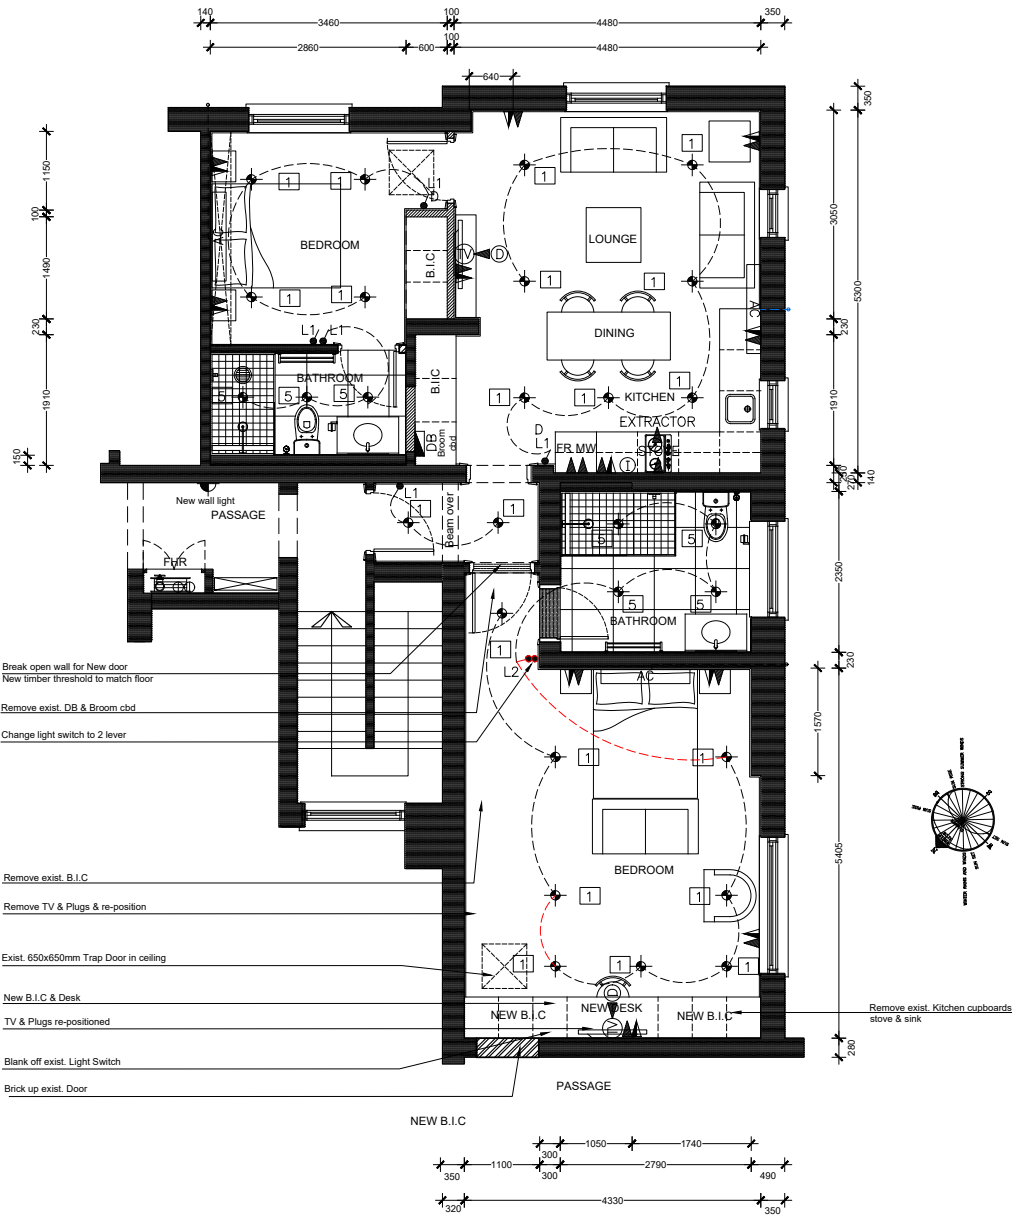 140
3460
100
4480
350
2860
600
100
4480
640
350
1150
100
1490
230
1910
150
3050
5300
230
1910
230
270
140
2350
230
1570
5405
280
1
1
L1
D
BEDROOM
AC
B.I.C
1
1
L1
L1
1
1
TV
D
LOUNGE
1
1
DINING
AC
1
1
1
KITCHEN
EXTRACTOR
BATHROOM
5
5
5
B.I.C
DB
Broom
cbd
D
L1
FR MW
I
STOVE
New wall light
PASSAGE
L1
1
1
Beam over
FHR
5
5
5
5
BATHROOM
1
L2
AC
Break open wall for New door
New timber threshold to match floor
Remove exist. DB & Broom cbd
Change light switch to 2 lever
1
1
BEDROOM
Remove exist. B.I.C
1
1
Remove TV & Plugs & re-position
Exist. 650x650mm Trap Door in ceiling
1
1
1
D
New B.I.C & Desk
NEW B.I.C
NEW DESK
NEW B.I.C
Remove exist. Kitchen cupboards
stove & sink
TV & Plugs re-positioned
TV
Blank off exist. Light Switch
Brick up exist. Door
PASSAGE
NEW B.I.C
300
1050
1740
350
1100
300
2790
490
320
4330
350